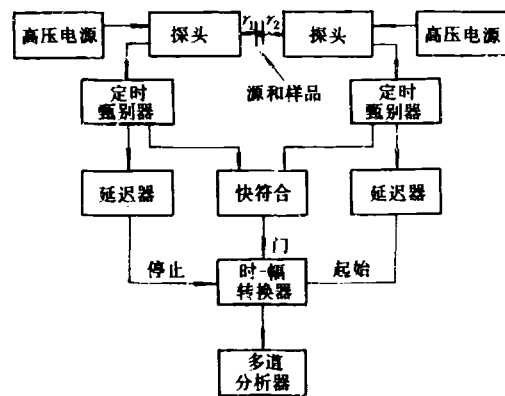 高压电源
探头
r1
r2
探头
高压电源
源和样品
定时
甄别器
定时
甄别器
延迟器
快符合
延迟器
门
停止
时-幅
转换器
起始
多道
分析器